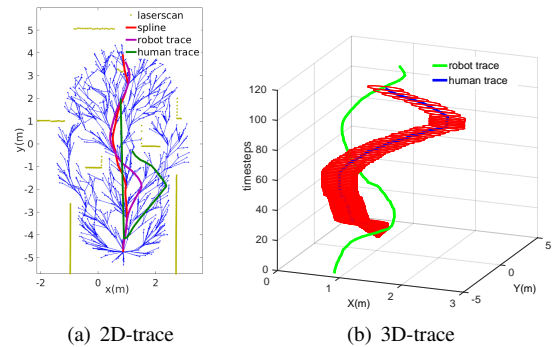 (a)
laserscan
spline
robot trace
human trace
5
4
3
2
1
0
-1
-2
-3
-4
-5
y(m)
-2
0
2
x(m)
(a) 2D-trace
(b)
robot trace
human trace
120
100
80
60
40
20
0
timesteps
0
1
2
3
X(m)
-5
0
5
Y(m)
(b) 3D-trace